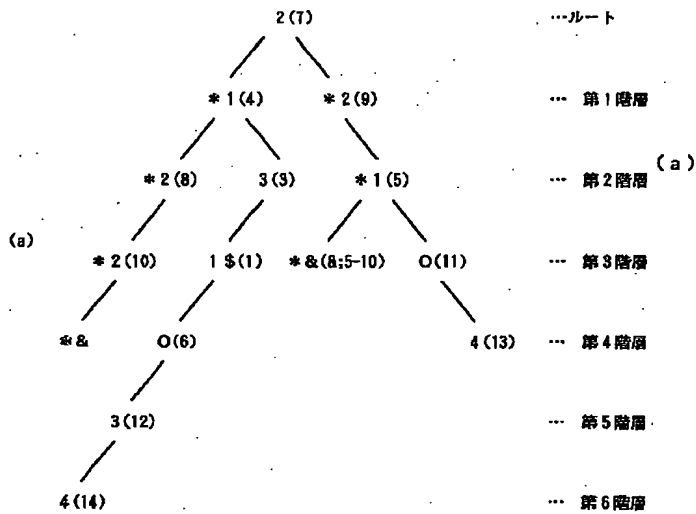 2(7) …ルート
*1(4) *2(9) … 第1階層
*2(8) 3(3) *1(5) … 第2階層 (a)
(a)
*2(10) 1$(1) *&(8;5-10) O(11) … 第3階層
*& O(6) 4(13) … 第4階層
3(12) … 第5階層
4(14) … 第6階層